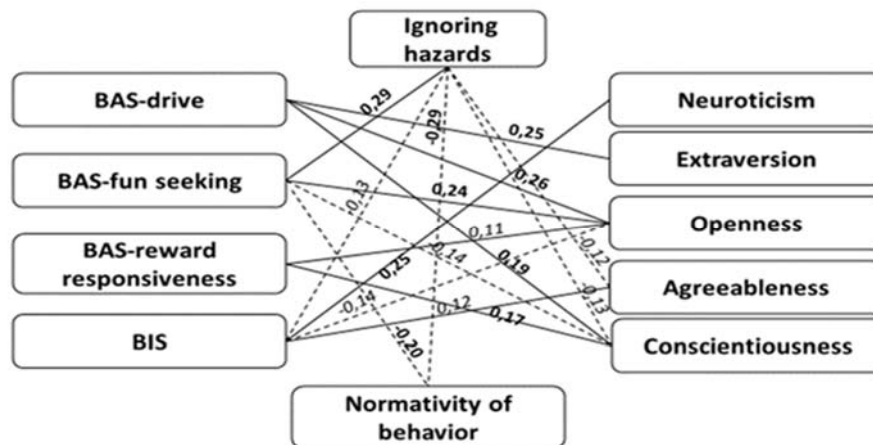 Ignoring
hazards
BAS-drive
Neuroticism
0,29
-0,29
0,25
Extraversion
BAS-fun seeking
-0,13
0,24
0,26
Openness
BAS-reward
responsiveness
0,11
-0,14
-0,12
0,25
0,19
Agreeableness
-0,14
0,12
-0,13
0,17
BIS
Conscientiousness
-0,20
Normativity of
behavior